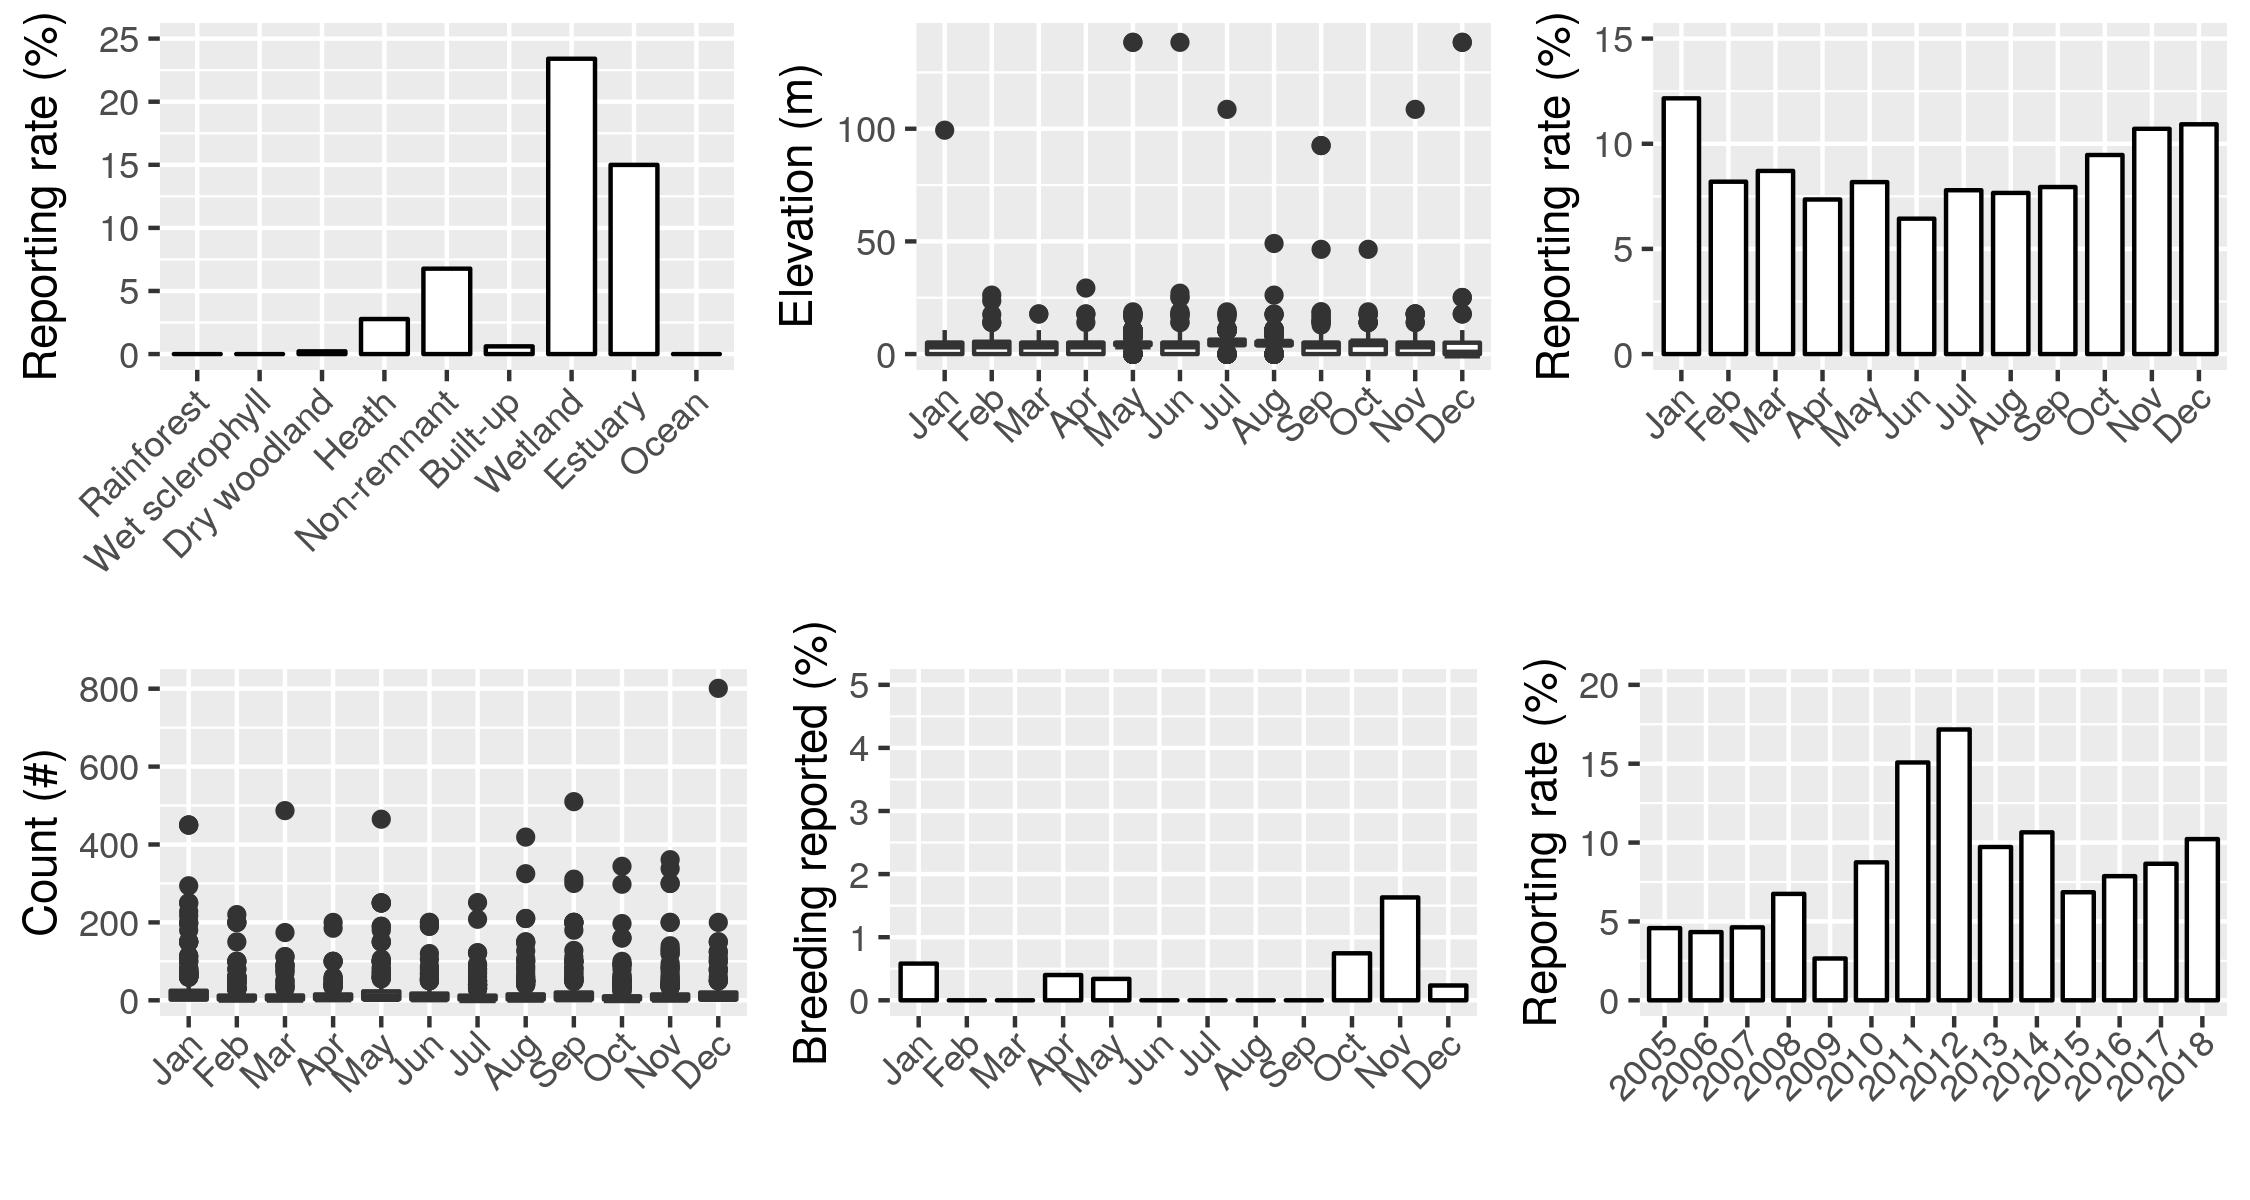 Reporting rate (%)
25
20
15
10
5
0
Rainforest
Wet sclerophyll
Dry woodland
Heath
Non-remnant
Built-up
Wetland
Estuary
Ocean
Elevation (m)
100
50
0
Jan
Feb
Mar
Apr
May
Jun
Jul
Aug
Sep
Oct
Nov
Dec
Reporting rate (%)
15
10
5
0
Jan
Feb
Mar
Apr
May
Jun
Jul
Aug
Sep
Oct
Nov
Dec
Count (#)
800
600
400
200
0
Jan
Feb
Mar
Apr
May
Jun
Jul
Aug
Sep
Oct
Nov
Dec
Breeding reported (%)
5
4
3
2
1
0
Jan
Feb
Mar
Apr
May
Jun
Jul
Aug
Sep
Oct
Nov
Dec
Reporting rate (%)
20
15
10
5
0
2005
2006
2007
2008
2009
2010
2011
2012
2013
2014
2015
2016
2017
2018